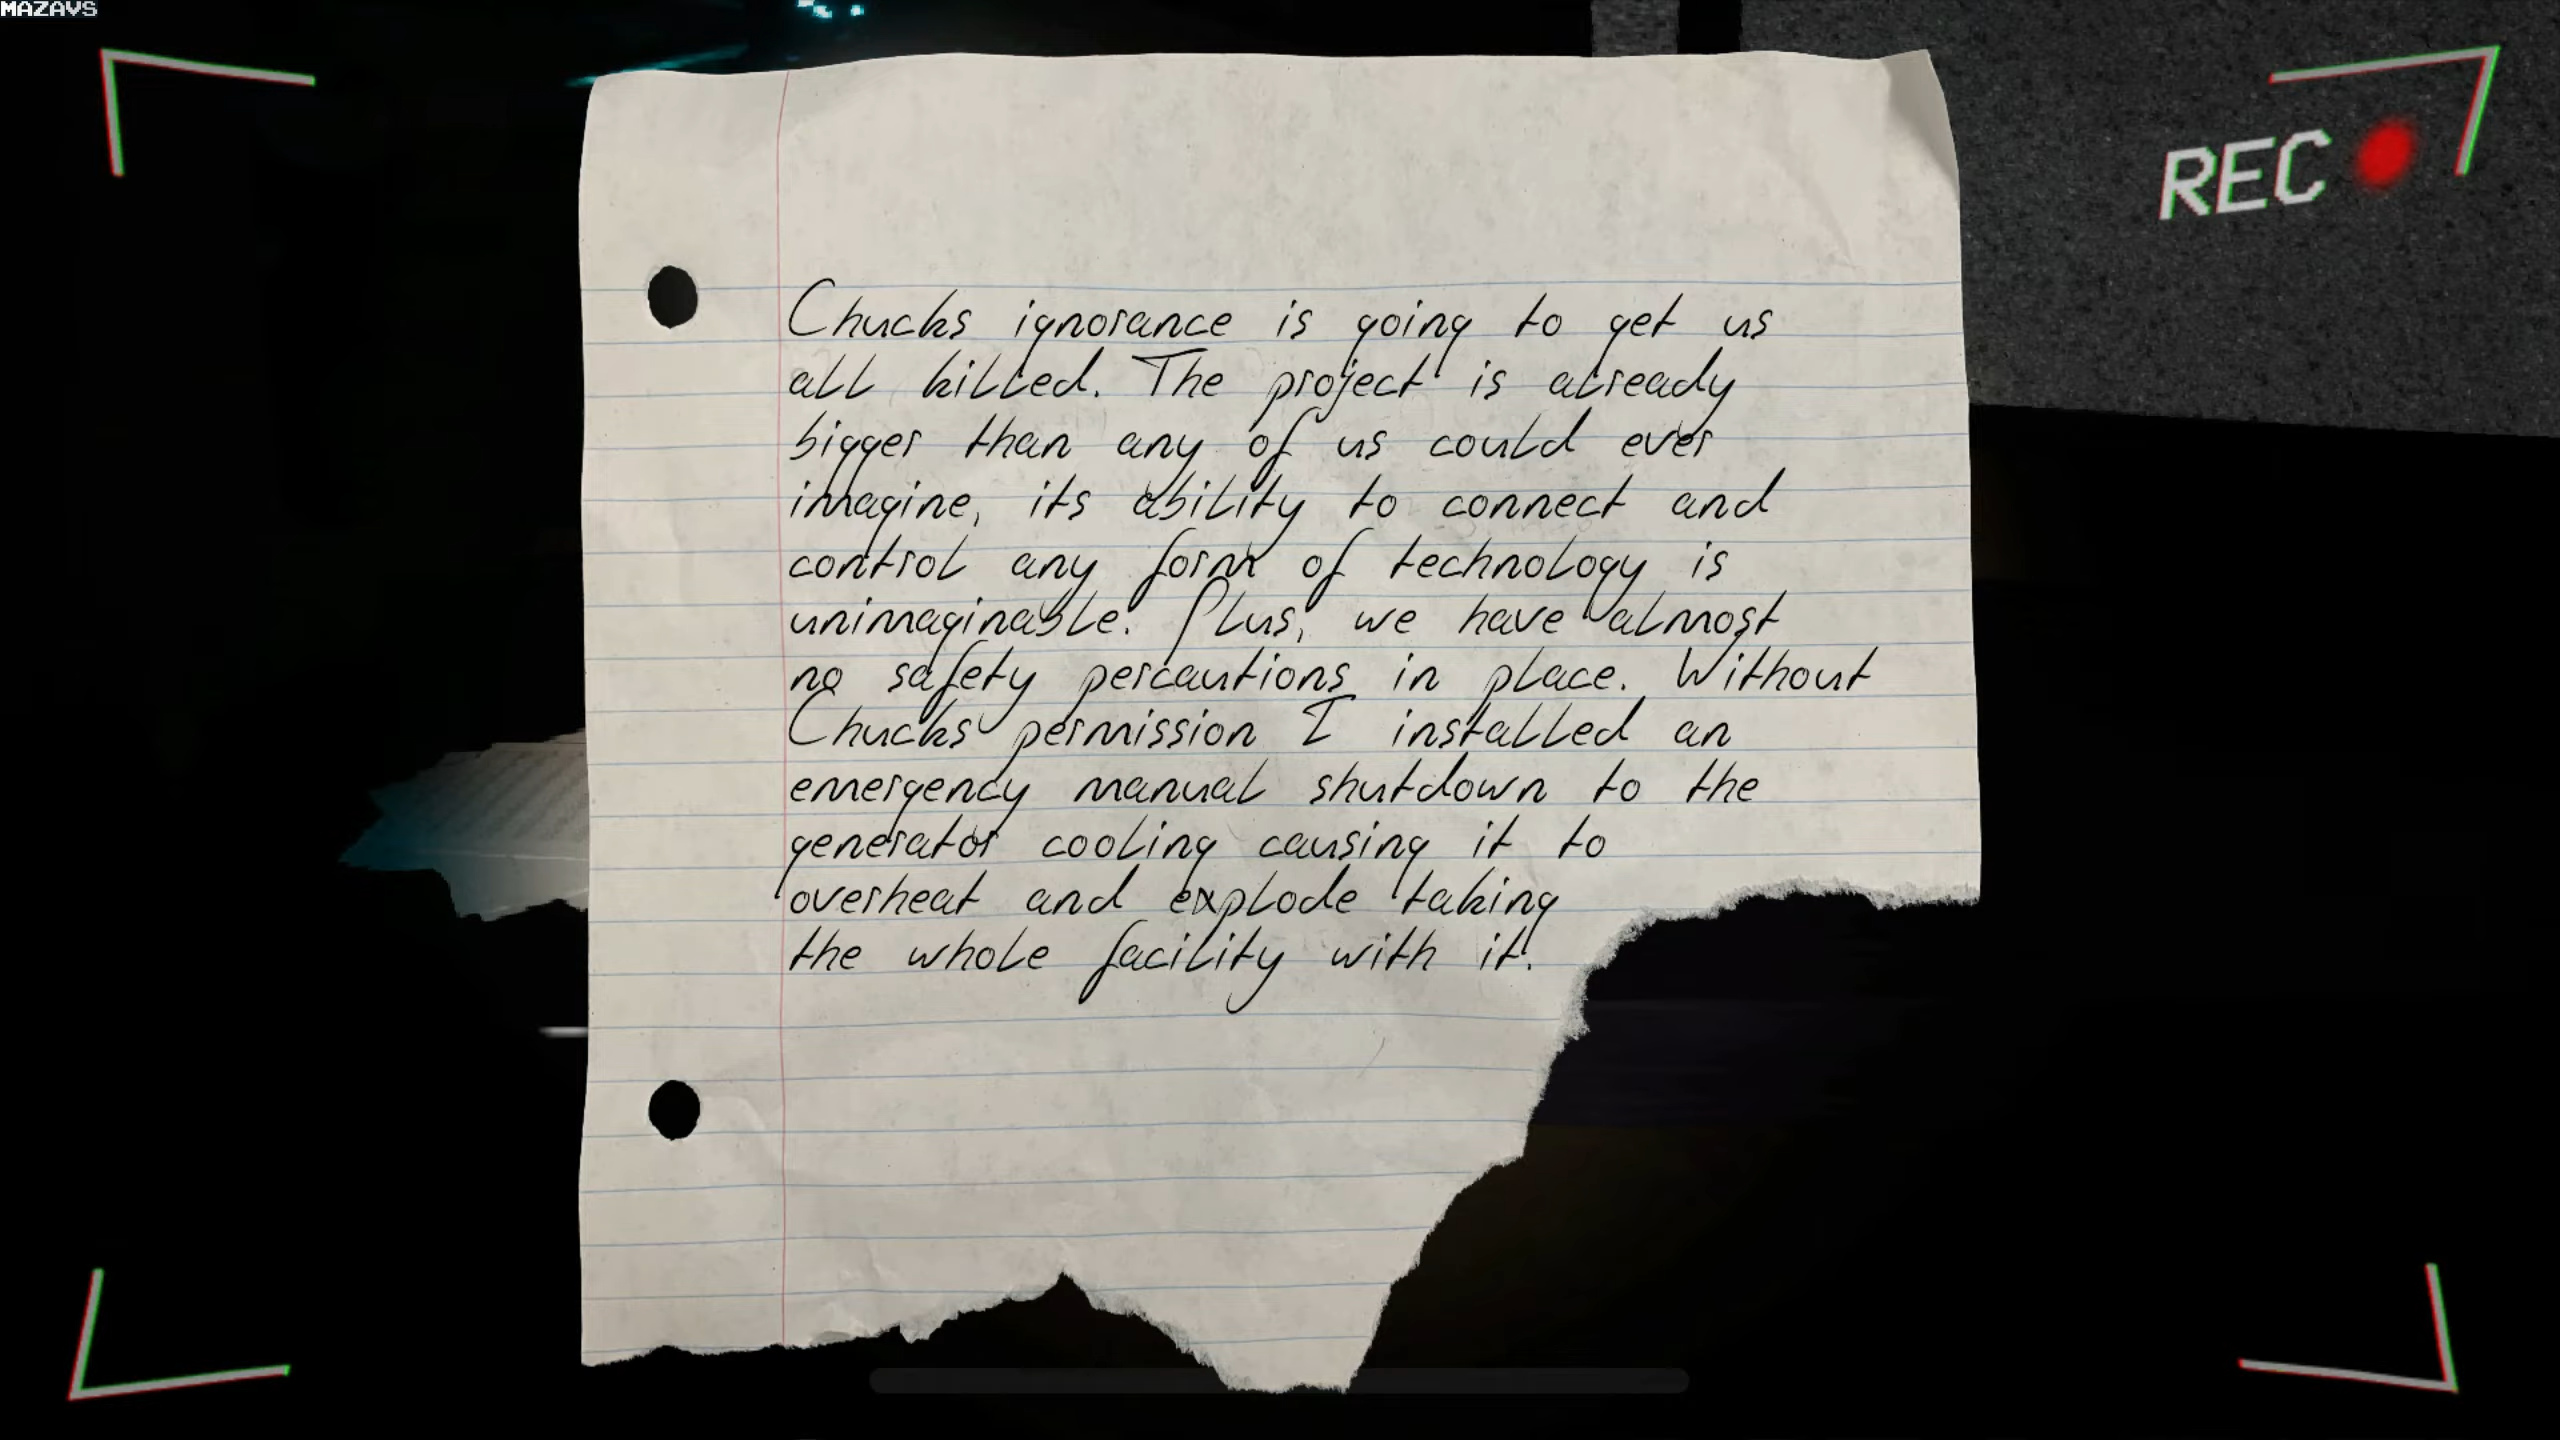 MAZAVS
REC
Chucks ignorance is going to get us
all killed. The project is already
bigger than any of us could ever
imagine, its ability to connect and
control any form of technology is
unimaginable. Plus, we have almost
no safety percautions in place. Without
Chucks permission I installed an
emergency manual shutdown to the
generator cooling causing it to
overheat and explode taking
the whole facility with it.